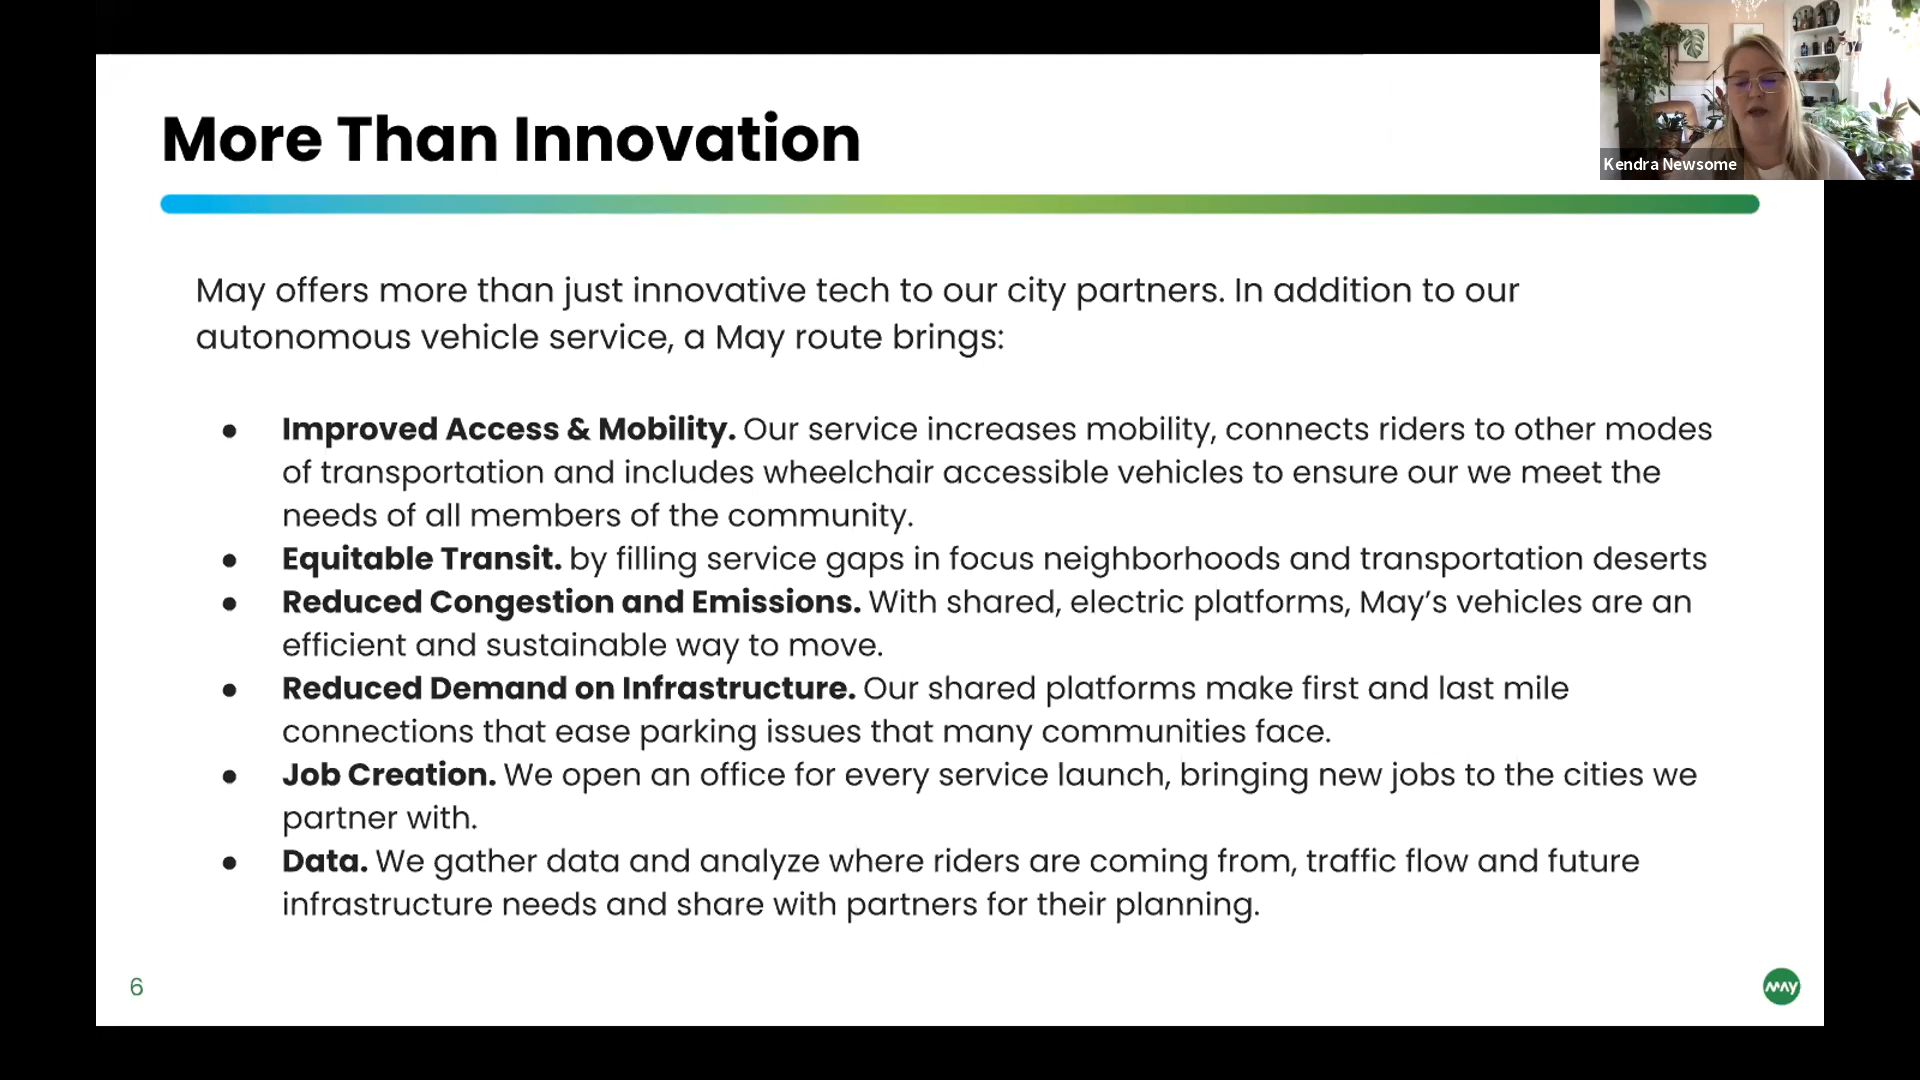 More Than Innovation
Kendra Newsome
May offers more than just innovative tech to our city partners. In addition to our
autonomous vehicle service, a May route brings:
● Improved Access & Mobility. Our service increases mobility, connects riders to other modes
of transportation and includes wheelchair accessible vehicles to ensure our we meet the
needs of all members of the community.
● Equitable Transit. by filling service gaps in focus neighborhoods and transportation deserts
● Reduced Congestion and Emissions. With shared, electric platforms, May’s vehicles are an
efficient and sustainable way to move.
● Reduced Demand on Infrastructure. Our shared platforms make first and last mile
connections that ease parking issues that many communities face.
● Job Creation. We open an office for every service launch, bringing new jobs to the cities we
partner with.
● Data. We gather data and analyze where riders are coming from, traffic flow and future
infrastructure needs and share with partners for their planning.
6
MAY